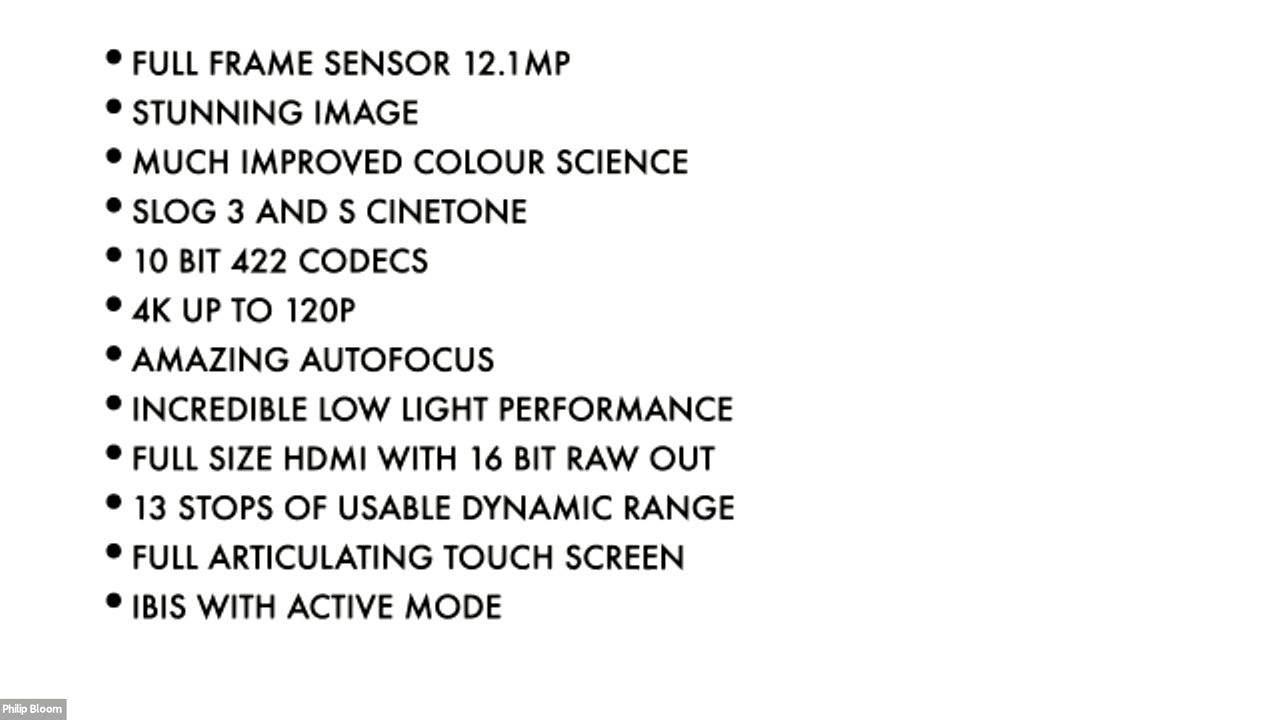 • FULL FRAME SENSOR 12.1MP
• STUNNING IMAGE
• MUCH IMPROVED COLOUR SCIENCE
• SLOG 3 AND S CINETONE
• 10 BIT 422 CODECS
• 4K UP TO 120P
• AMAZING AUTOFOCUS
• INCREDIBLE LOW LIGHT PERFORMANCE
• FULL SIZE HDMI WITH 16 BIT RAW OUT
• 13 STOPS OF USABLE DYNAMIC RANGE
• FULL ARTICULATING TOUCH SCREEN
• IBIS WITH ACTIVE MODE
Philip Bloom